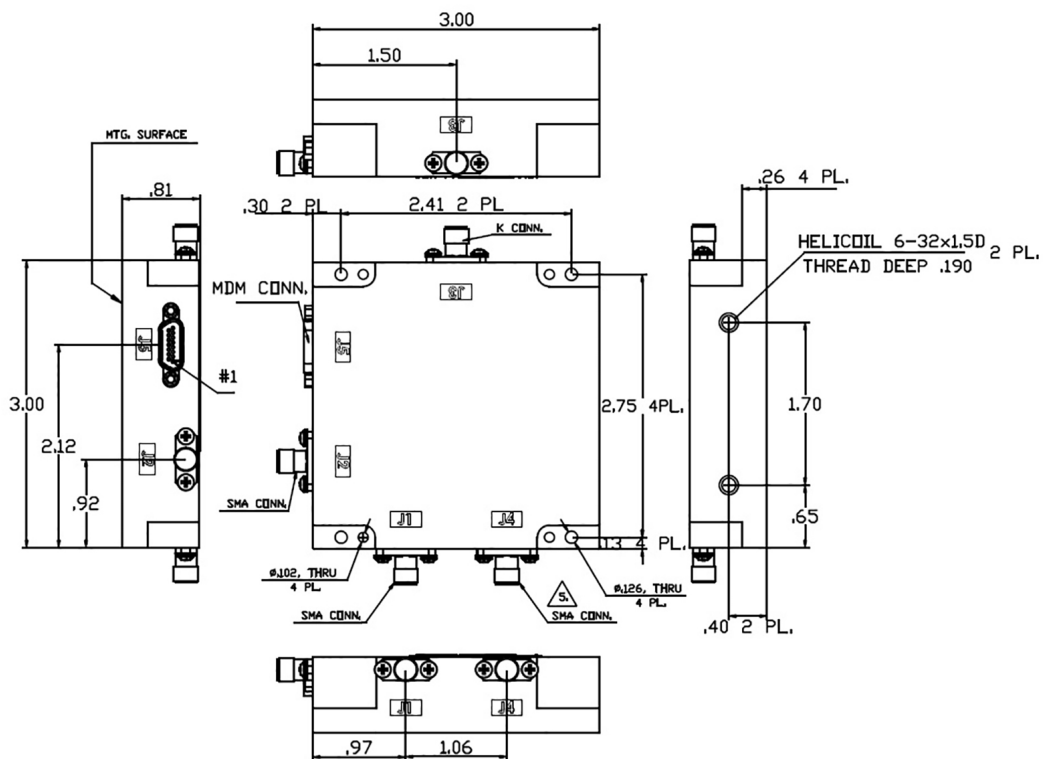 3.00
1.50
J3
MTG. SURFACE
.81
.30 2 PL
2.41 2 PL
.26 4 PL.
K CONN.
HELICOIL 6-32x1.5D
THREAD DEEP .190
2 PL.
MDM CONN.
J3
J5
J5
#1
3.00
2.12
2.75 4PL.
1.70
J2
J2
.92
SMA CONN.
.65
J1
J4
.13 4 PL.
Ø.102, THRU
4 PL.
5.
Ø.126, THRU
4 PL.
SMA CONN.
SMA CONN.
.40 2 PL.
J1
J4
.97
1.06